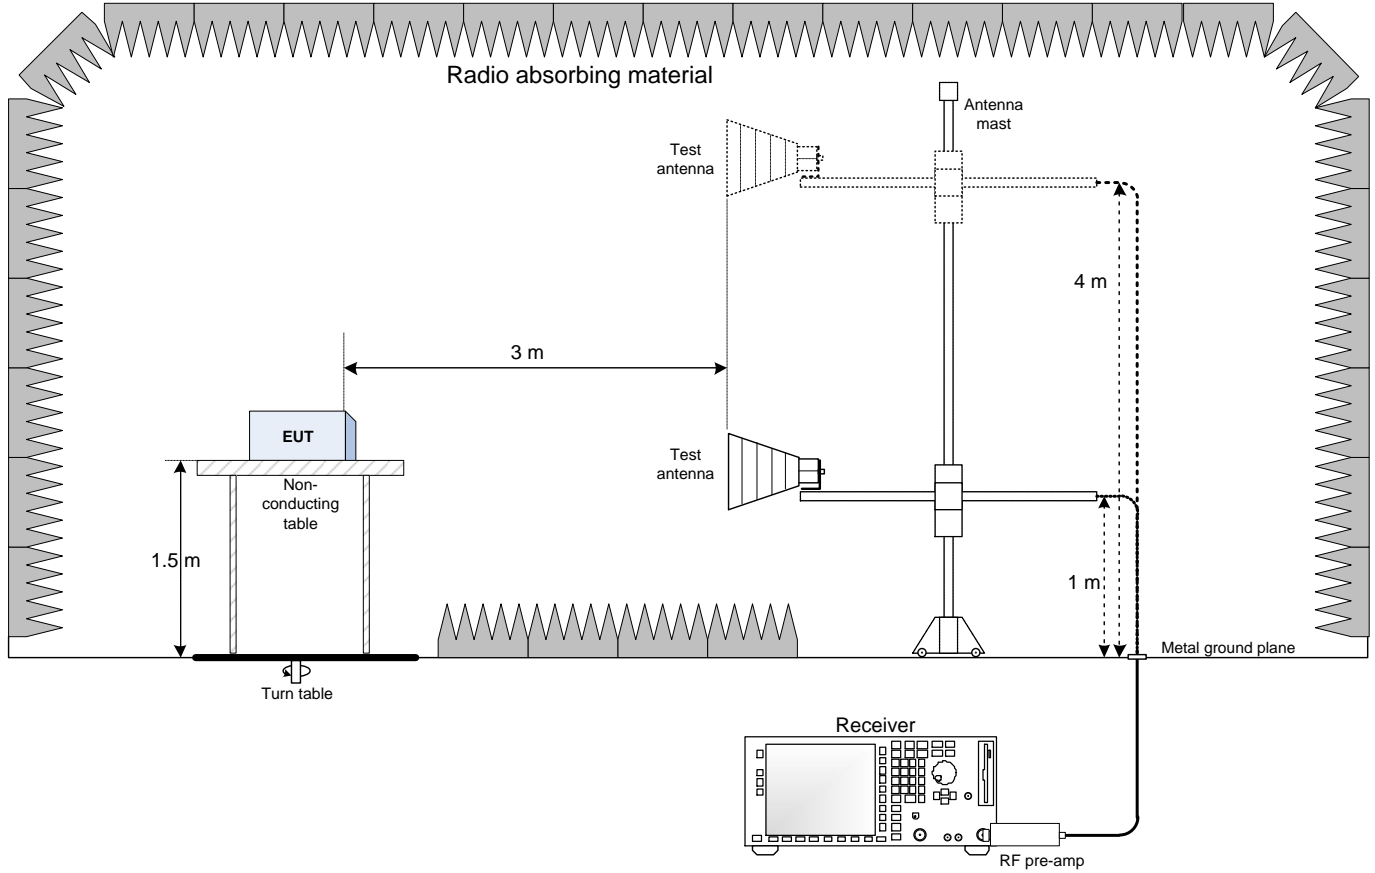 Radio absorbing material
Antenna
mast
Test
antenna
4 m
3 m
EUT
Test
antenna
Non-
conducting
table
1.5 m
1 m
Metal ground plane
Turn table
Receiver
RF pre-amp